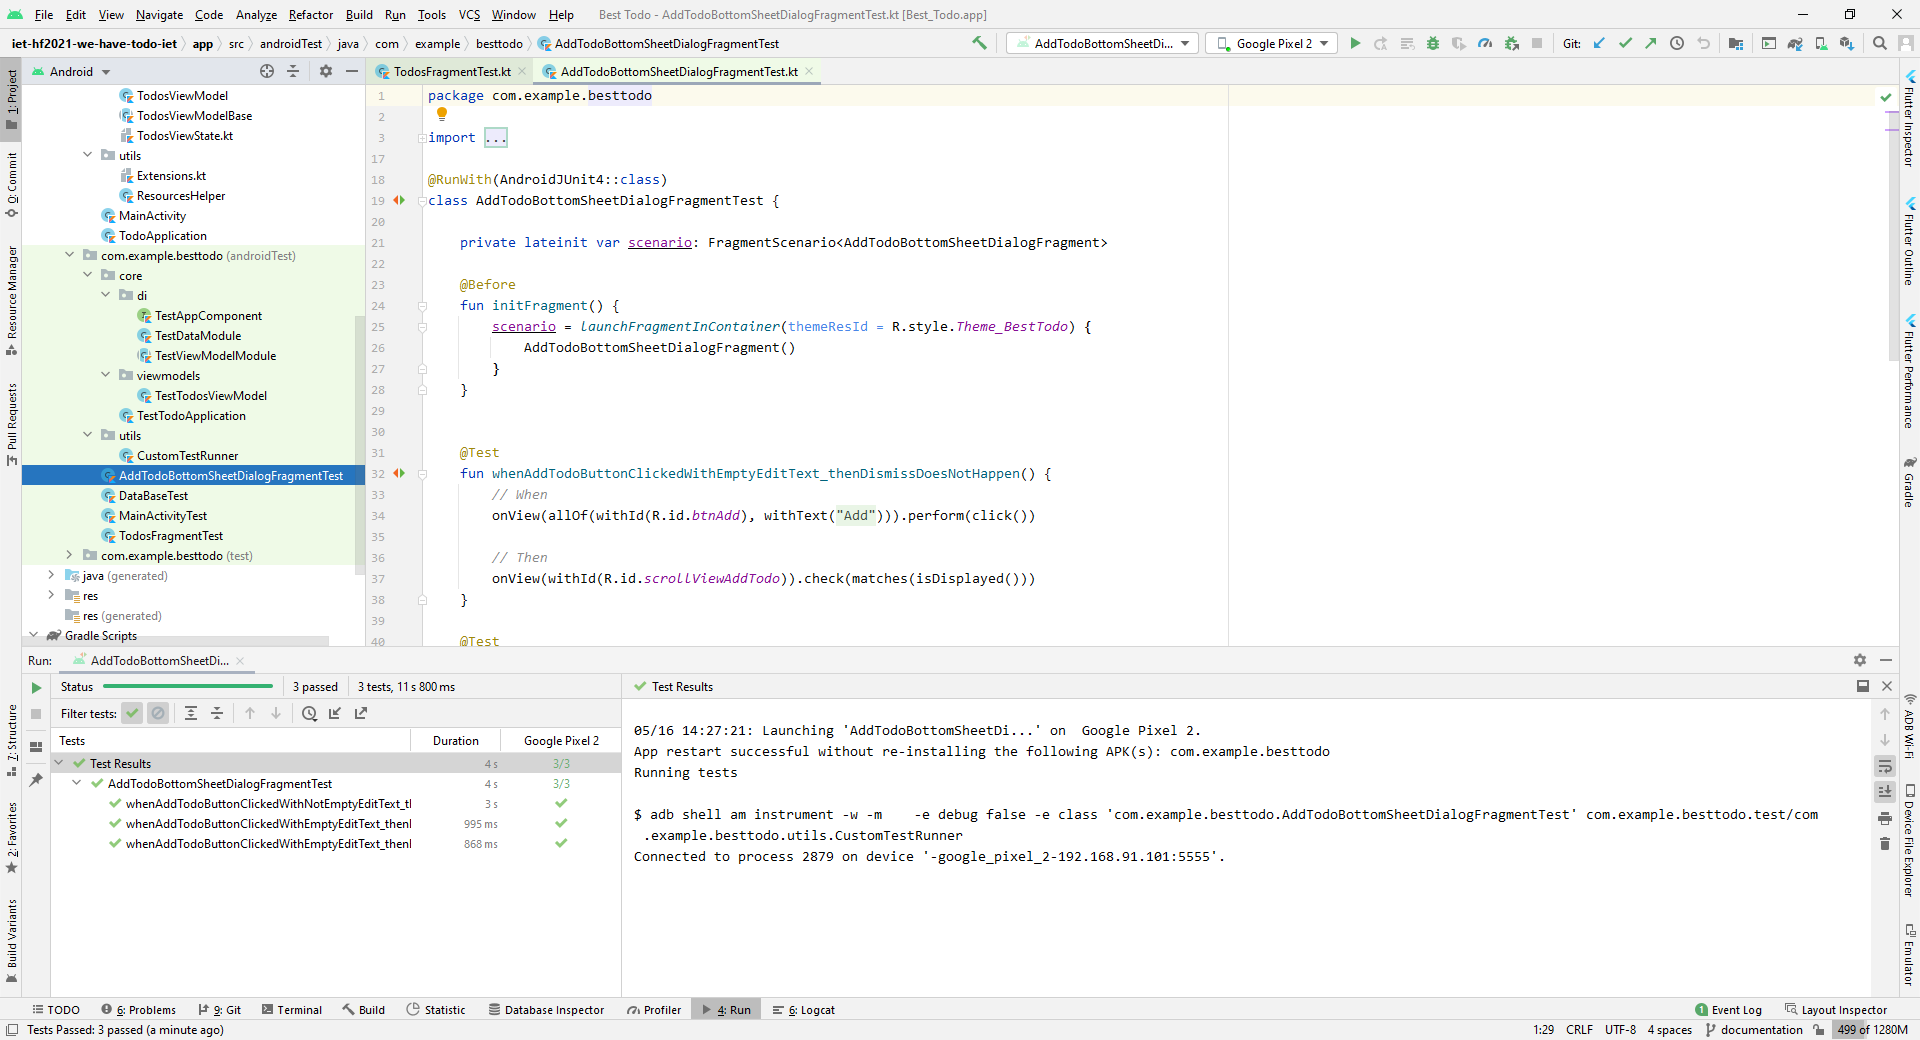 File Edit View Navigate Code Analyze Refactor Build Run Tools VCS Window Help Best Todo - AddTodoBottomSheetDialogFragmentTest.kt [Best_Todo.app]
iet-hf2021-we-have-todo-iet app src androidTest java com example besttodo AddTodoBottomSheetDialogFragmentTest AddTodoBottomSheetDi... Google Pixel 2 Git:
Android
TodosFragmentTest.kt AddTodoBottomSheetDialogFragmentTest.kt
1: Project
0: Commit
Resource Manager
Pull Requests
7: Structure
2: Favorites
Build Variants
TodosViewModel
TodosViewModelBase
TodosViewState.kt
utils
Extensions.kt
ResourcesHelper
MainActivity
TodoApplication
com.example.besttodo (androidTest)
core
di
TestAppComponent
TestDataModule
TestViewModelModule
viewmodels
TestTodosViewModel
TestTodoApplication
utils
CustomTestRunner
AddTodoBottomSheetDialogFragmentTest
DataBaseTest
MainActivityTest
TodosFragmentTest
com.example.besttodo (test)
java (generated)
res
res (generated)
Gradle Scripts
1 package com.example.besttodo
2
3 import ...
17
18 @RunWith(AndroidJUnit4::class)
19 class AddTodoBottomSheetDialogFragmentTest {
20
21 private lateinit var scenario: FragmentScenario<AddTodoBottomSheetDialogFragment>
22
23 @Before
24 fun initFragment() {
25 scenario = launchFragmentInContainer(themeResId = R.style.Theme_BestTodo) {
26 AddTodoBottomSheetDialogFragment()
27 }
28 }
29
30
31 @Test
32 fun whenAddTodoButtonClickedWithEmptyEditText_thenDismissDoesNotHappen() {
33 // When
34 onView(allOf(withId(R.id.btnAdd), withText("Add"))).perform(click())
35
36 // Then
37 onView(withId(R.id.scrollViewAddTodo)).check(matches(isDisplayed()))
38 }
39
40 @Test
Flutter Inspector
Flutter Outline
Flutter Performance
Gradle
ADB Wi-Fi
Device File Explorer
Emulator
Run: AddTodoBottomSheetDi...
Status 3 passed 3 tests, 11 s 800 ms
Filter tests:
Tests Duration Google Pixel 2
Test Results 4 s 3/3
AddTodoBottomSheetDialogFragmentTest 4 s 3/3
whenAddTodoButtonClickedWithNotEmptyEditText_tl 3 s
whenAddTodoButtonClickedWithEmptyEditText_thenl 995 ms
whenAddTodoButtonClickedWithEmptyEditText_thenl 868 ms
Test Results
05/16 14:27:21: Launching 'AddTodoBottomSheetDi...' on Google Pixel 2.
App restart successful without re-installing the following APK(s): com.example.besttodo
Running tests
$ adb shell am instrument -w -m -e debug false -e class 'com.example.besttodo.AddTodoBottomSheetDialogFragmentTest' com.example.besttodo.test/com
.example.besttodo.utils.CustomTestRunner
Connected to process 2879 on device '-google_pixel_2-192.168.91.101:5555'.
TODO 6: Problems 9: Git Terminal Build Statistic Database Inspector Profiler 4: Run 6: Logcat 1 Event Log Layout Inspector
Tests Passed: 3 passed (a minute ago) 1:29 CRLF UTF-8 4 spaces documentation 499 of 1280M